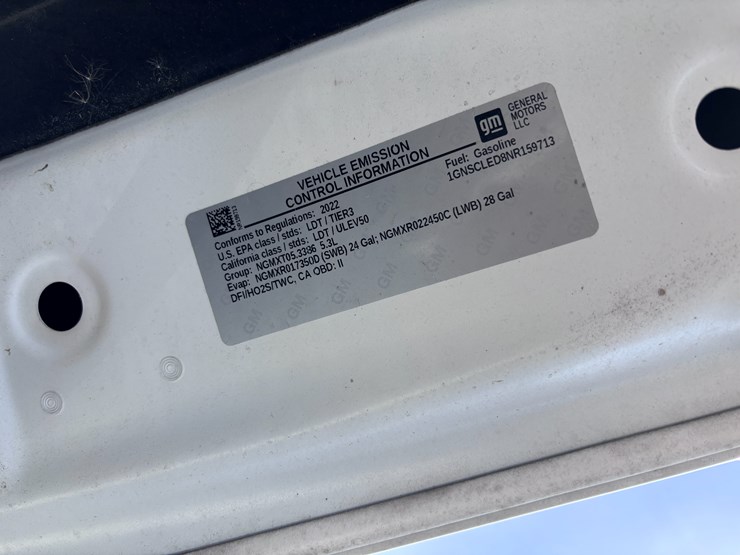 gm GENERAL MOTORS LLC
VEHICLE EMISSION
CONTROL INFORMATION
Fuel: Gasoline
1GNSCLED8NR159713
Conforms to Regulations: 2022
U.S. EPA class / stds: LDT / TIER3
California class / stds: LDT / ULEV50
Group: NGMXT05.3386 5.3L
Evap: NGMXR017350D (SWB) 24 Gal; NGMXR022450C (LWB) 28 Gal
DFI/HO2S/TWC, CA OBD: II